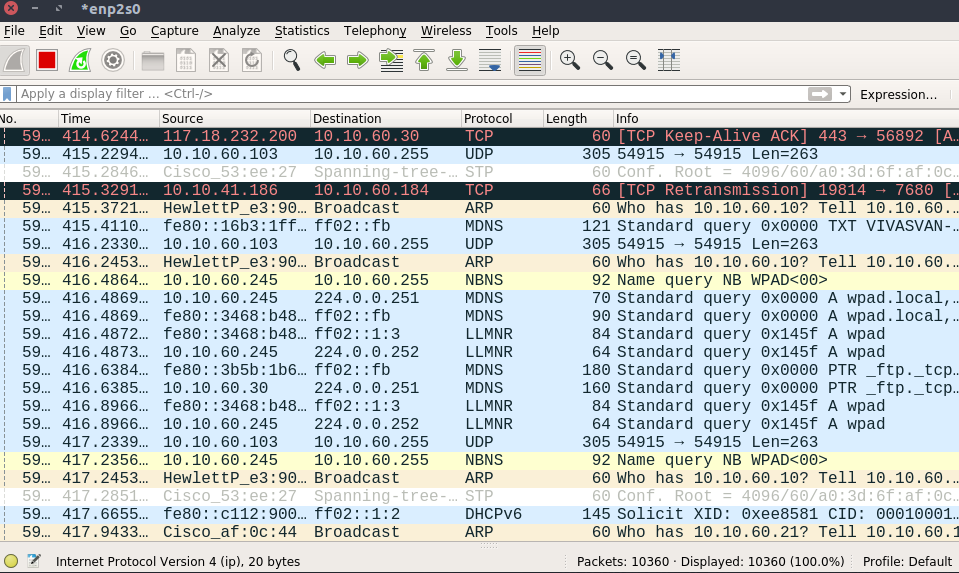 *enp2s0
File Edit View Go Capture Analyze Statistics Telephony Wireless Tools Help
Apply a display filter ... <Ctrl-/> Expression...
No. Time Source Destination Protocol Length Info
59... 414.6244... 117.18.232.200 10.10.60.30 TCP 60 [TCP Keep-Alive ACK] 443 → 56892 [A...
59... 415.2294... 10.10.60.103 10.10.60.255 UDP 305 54915 → 54915 Len=263
59... 415.2846... Cisco_53:ee:27 Spanning-tree-... STP 60 Conf. Root = 4096/60/a0:3d:6f:af:0c...
59... 415.3291... 10.10.41.186 10.10.60.184 TCP 66 [TCP Retransmission] 19814 → 7680 [...
59... 415.3721... HewlettP_e3:90... Broadcast ARP 60 Who has 10.10.60.10? Tell 10.10.60...
59... 415.4110... fe80::16b3:1ff... ff02::fb MDNS 121 Standard query 0x0000 TXT VIVASVAN-...
59... 416.2330... 10.10.60.103 10.10.60.255 UDP 305 54915 → 54915 Len=263
59... 416.2453... HewlettP_e3:90... Broadcast ARP 60 Who has 10.10.60.10? Tell 10.10.60...
59... 416.4864... 10.10.60.245 10.10.60.255 NBNS 92 Name query NB WPAD<00>
59... 416.4869... 10.10.60.245 224.0.0.251 MDNS 70 Standard query 0x0000 A wpad.local,...
59... 416.4869... fe80::3468:b48... ff02::fb MDNS 90 Standard query 0x0000 A wpad.local,...
59... 416.4872... fe80::3468:b48... ff02::1:3 LLMNR 84 Standard query 0x145f A wpad
59... 416.4873... 10.10.60.245 224.0.0.252 LLMNR 64 Standard query 0x145f A wpad
59... 416.6384... fe80::3b5b:1b6... ff02::fb MDNS 180 Standard query 0x0000 PTR _ftp._tcp...
59... 416.6385... 10.10.60.30 224.0.0.251 MDNS 160 Standard query 0x0000 PTR _ftp._tcp...
59... 416.8966... fe80::3468:b48... ff02::1:3 LLMNR 84 Standard query 0x145f A wpad
59... 416.8966... 10.10.60.245 224.0.0.252 LLMNR 64 Standard query 0x145f A wpad
59... 417.2339... 10.10.60.103 10.10.60.255 UDP 305 54915 → 54915 Len=263
59... 417.2356... 10.10.60.245 10.10.60.255 NBNS 92 Name query NB WPAD<00>
59... 417.2453... HewlettP_e3:90... Broadcast ARP 60 Who has 10.10.60.10? Tell 10.10.60...
59... 417.2851... Cisco_53:ee:27 Spanning-tree-... STP 60 Conf. Root = 4096/60/a0:3d:6f:af:0c...
59... 417.6655... fe80::c112:900... ff02::1:2 DHCPv6 145 Solicit XID: 0xee8581 CID: 00010001...
59... 417.9433... Cisco_af:0c:44 Broadcast ARP 60 Who has 10.10.60.21? Tell 10.10.60.1
Internet Protocol Version 4 (ip), 20 bytes Packets: 10360 · Displayed: 10360 (100.0%) Profile: Default